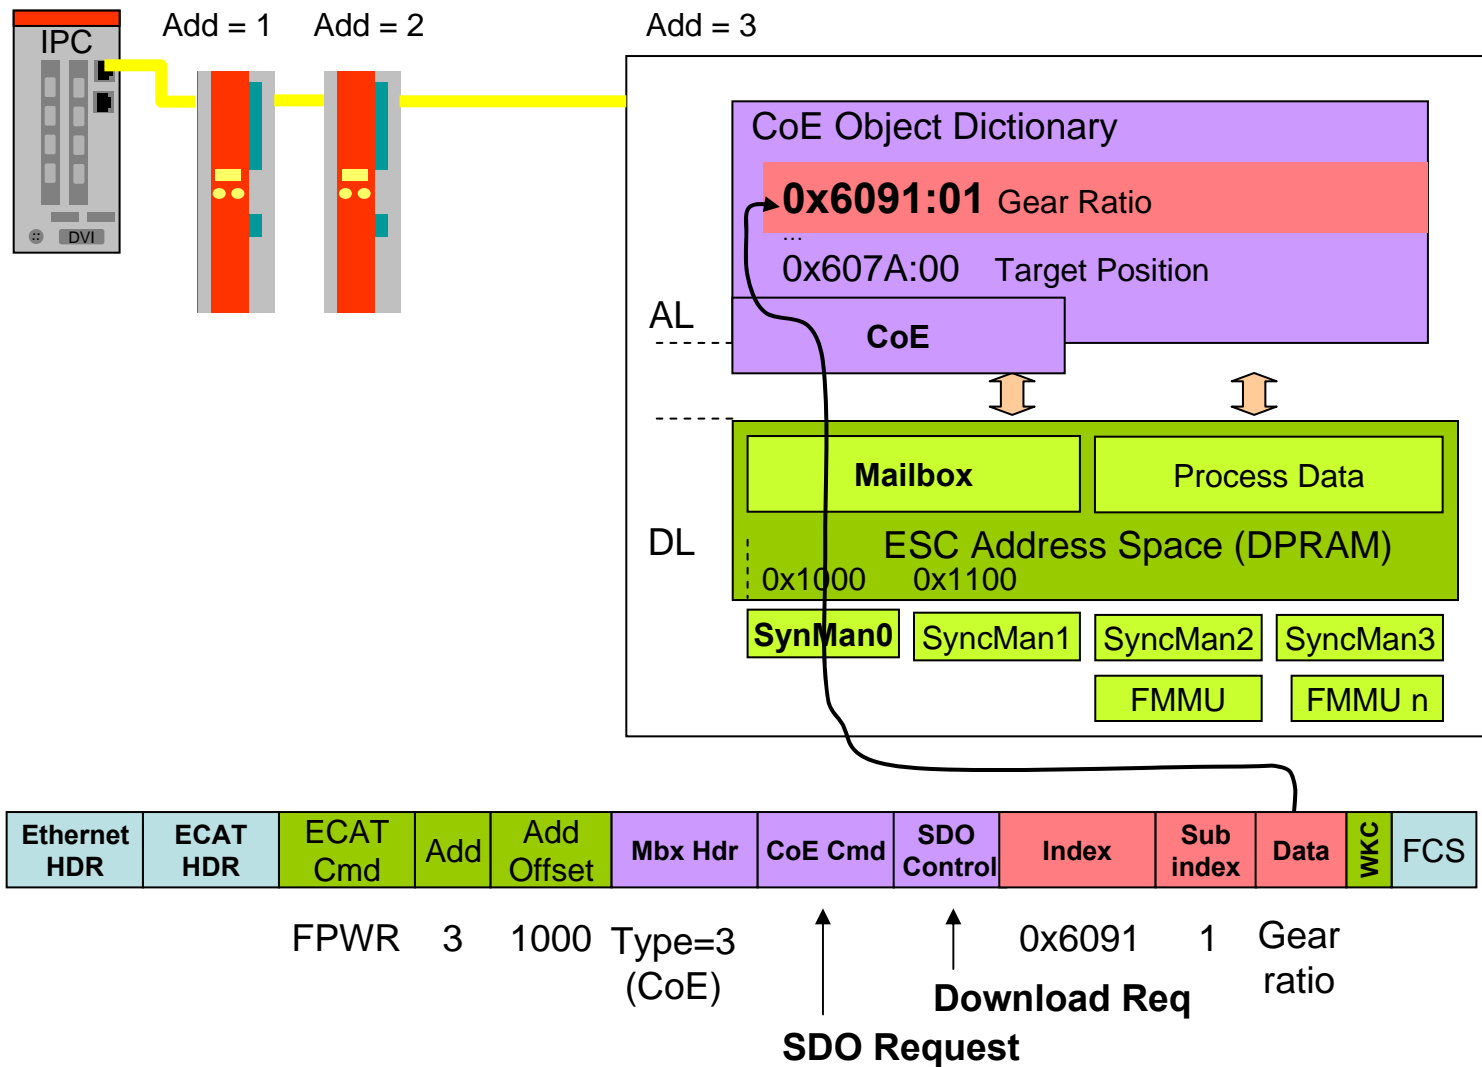 IPC
DVI
Add = 1
Add = 2
Add = 3
CoE Object Dictionary
0x6091:01 Gear Ratio
...
0x607A:00 Target Position
AL
CoE
Mailbox
Process Data
DL
ESC Address Space (DPRAM)
0x1000
0x1100
SynMan0
SyncMan1
SyncMan2
SyncMan3
FMMU
FMMU n
Ethernet
HDR
ECAT
HDR
ECAT
Cmd
Add
Add
Offset
Mbx Hdr
CoE Cmd
SDO
Control
Index
Sub
index
Data
WKC
FCS
FPWR
3
1000
Type=3
(CoE)
0x6091
1
Gear
ratio
Download Req
SDO Request